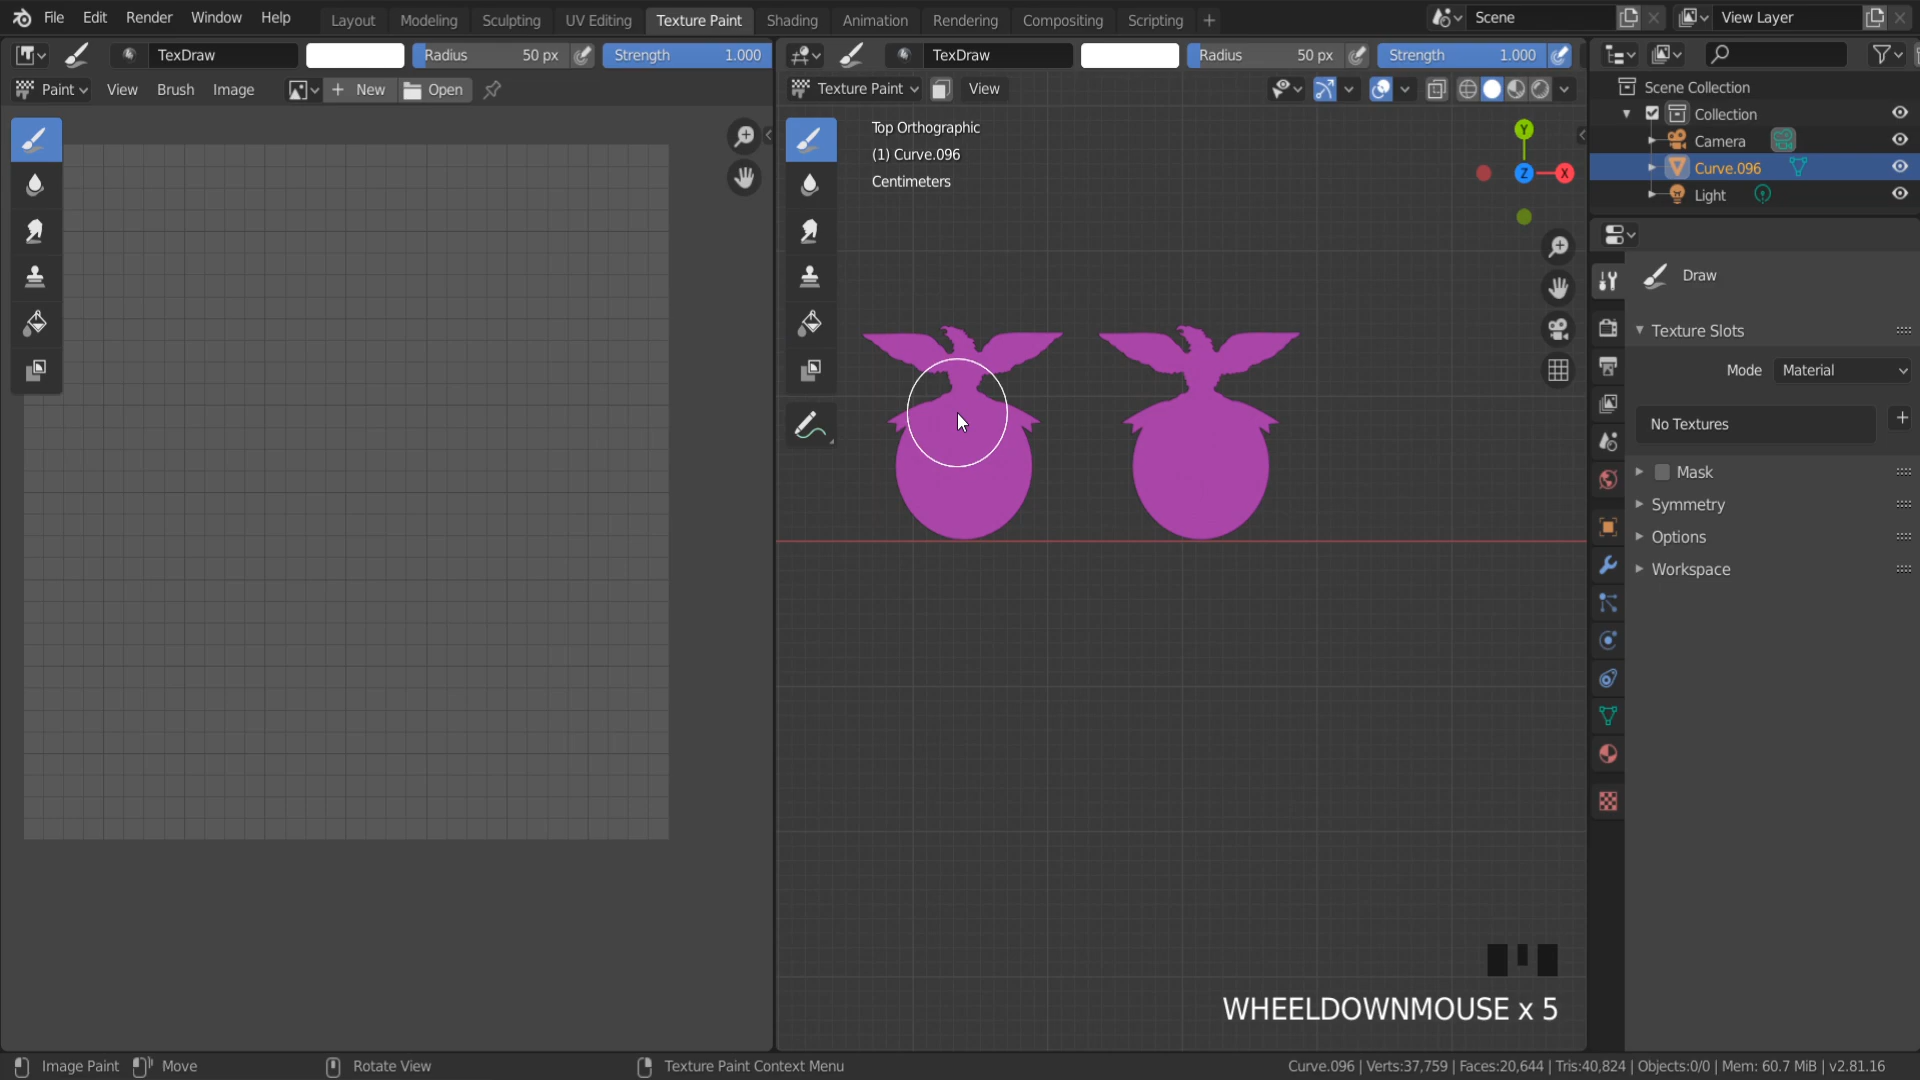 File Edit Render Window Help Layout Modeling Sculpting UV Editing Texture Paint Shading Animation Rendering Compositing Scripting + Scene View Layer
TexDraw Radius 50 px Strength 1.000 TexDraw Radius 50 px Strength 1.000
Paint View Brush Image + New Open Texture Paint View
Scene Collection
Collection
Camera
Curve.096
Light
Top Orthographic
(1) Curve.096
Centimeters
Y
Z
X
Draw
Texture Slots
Mode Material
No Textures +
Mask
Symmetry
Options
Workspace
WHEELDOWNMOUSE x 5
Image Paint Move Rotate View Texture Paint Context Menu Curve.096 | Verts:37,759 | Faces:20,644 | Tris:40,824 | Objects:0/0 | Mem: 60.7 MiB | v2.81.16